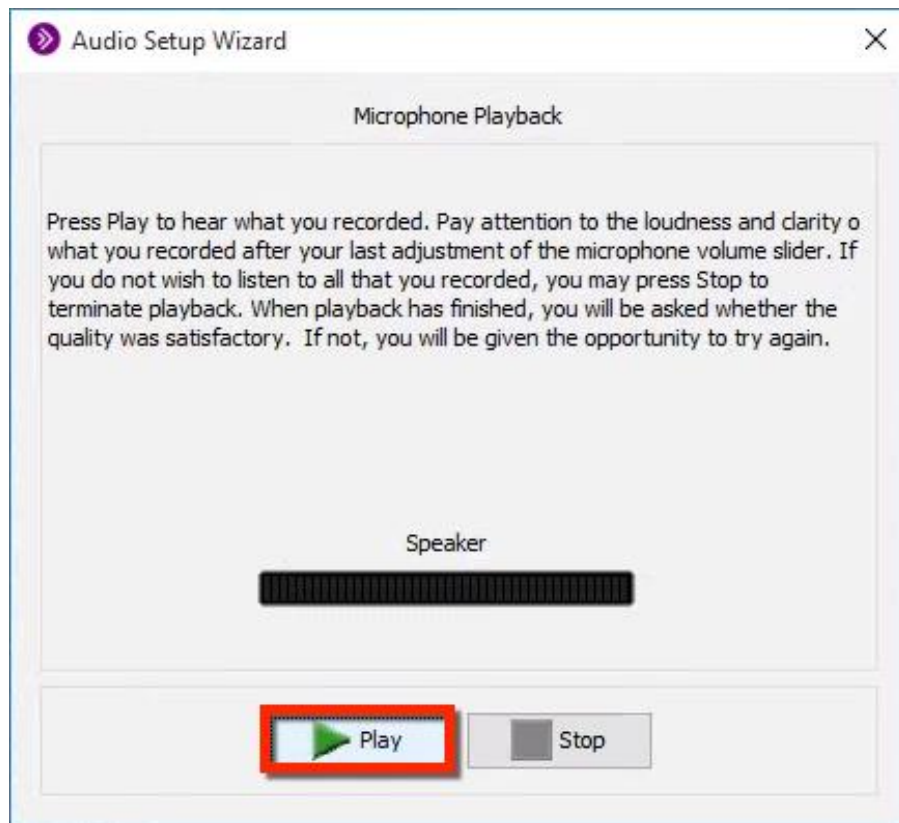 Audio Setup Wizard
Microphone Playback
Press Play to hear what you recorded. Pay attention to the loudness and clarity o
what you recorded after your last adjustment of the microphone volume slider. If
you do not wish to listen to all that you recorded, you may press Stop to
terminate playback. When playback has finished, you will be asked whether the
quality was satisfactory. If not, you will be given the opportunity to try again.
Speaker
Play
Stop